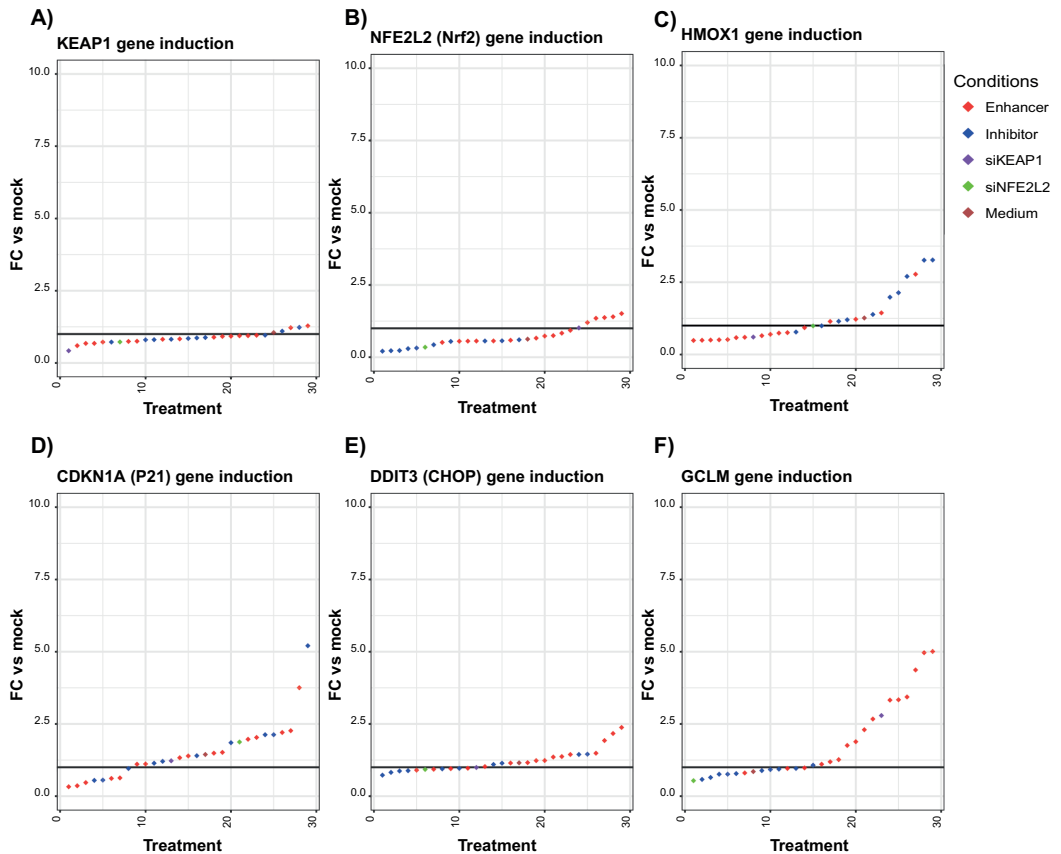 A)
KEAP1 gene induction
10.0
7.5
5.0
2.5
0.0
FC vs mock
0
10
20
30
Treatment
B)
NFE2L2 (Nrf2) gene induction
10.0
7.5
5.0
2.5
0.0
FC vs mock
0
10
20
30
Treatment
C)
HMOX1 gene induction
10.0
7.5
5.0
2.5
0.0
FC vs mock
0
10
20
30
Treatment
Conditions
Enhancer
Inhibitor
siKEAP1
siNFE2L2
Medium
D)
CDKN1A (P21) gene induction
10.0
7.5
5.0
2.5
0.0
FC vs mock
0
10
20
30
Treatment
E)
DDIT3 (CHOP) gene induction
10.0
7.5
5.0
2.5
0.0
FC vs mock
0
10
20
30
Treatment
F)
GCLM gene induction
10.0
7.5
5.0
2.5
0.0
FC vs mock
0
10
20
30
Treatment